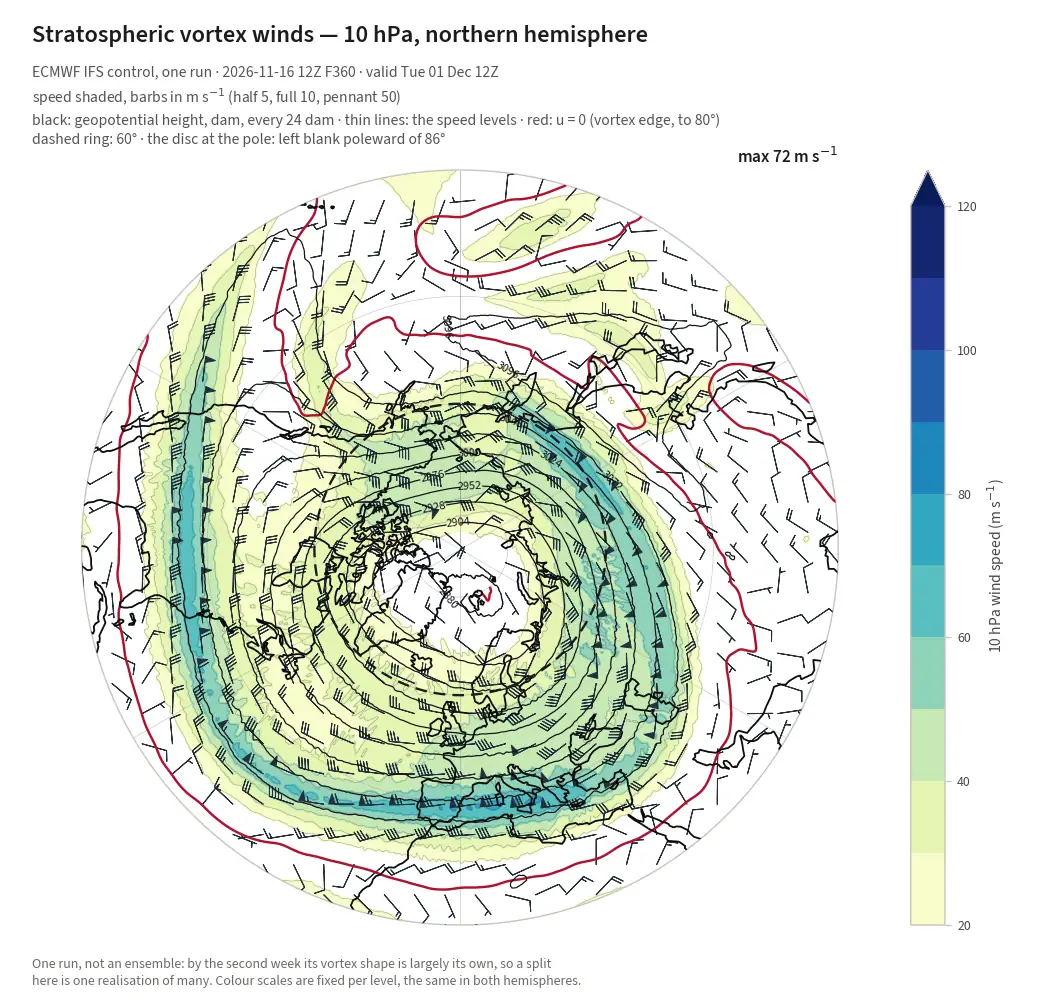 Stratospheric vortex winds — 10 hPa, northern hemisphere
ECMWF IFS control, one run · 2026-11-16 12Z F360 · valid Tue 01 Dec 12Z
speed shaded, barbs in m s⁻¹ (half 5, full 10, pennant 50)
black: geopotential height, dam, every 24 dam · thin lines: the speed levels · red: u = 0 (vortex edge, to 80°)
dashed ring: 60° · the disc at the pole: left blank poleward of 86°
max 72 m s⁻¹
120
100
80
60
40
20
10 hPa wind speed (m s⁻¹)
2976
2952
2928
2904
One run, not an ensemble: by the second week its vortex shape is largely its own, so a split
here is one realisation of many. Colour scales are fixed per level, the same in both hemispheres.